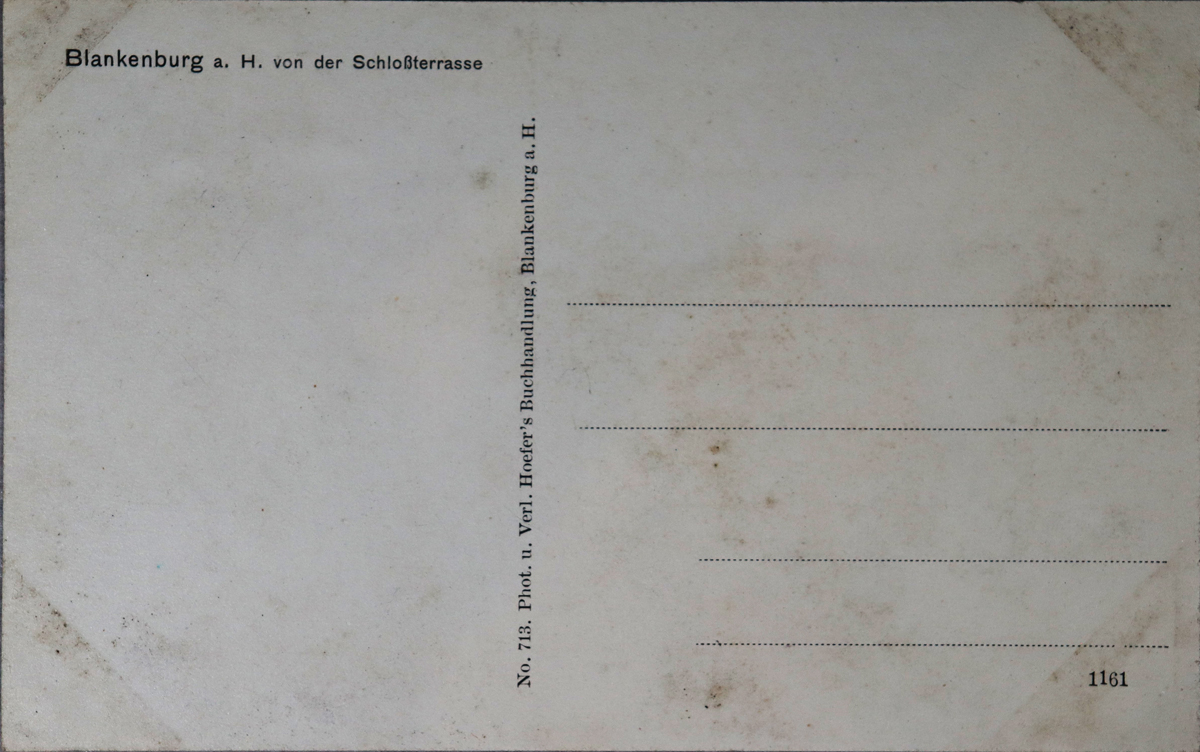 Blankenburg a. H. von der Schloßterrasse
No. 713. Phot. u. Verl. Hoefer's Buchhandlung, Blankenburg a. H.
1161